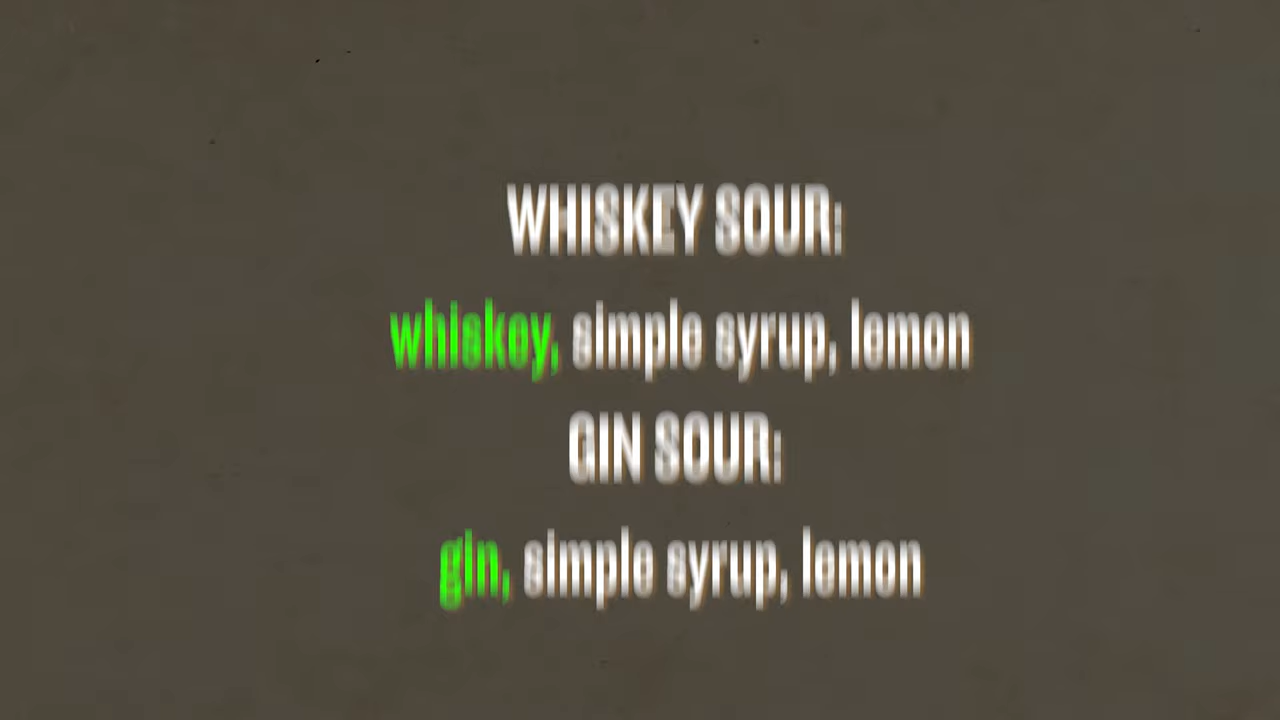 WHISKEY SOUR:
whiskey, simple syrup, lemon
GIN SOUR:
gin, simple syrup, lemon